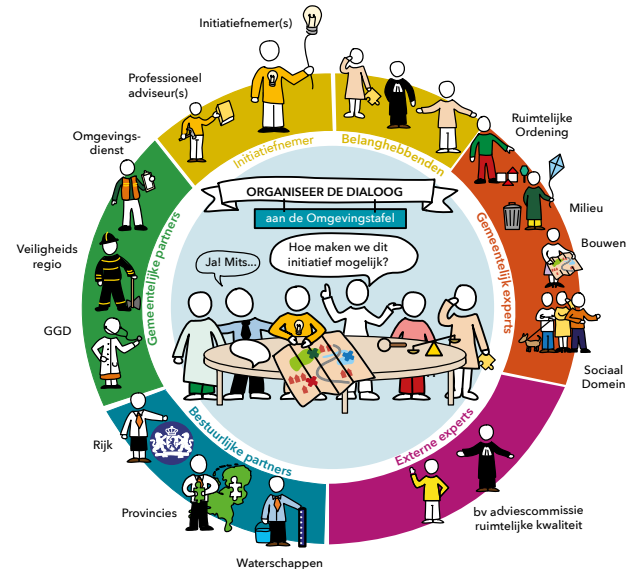 Initiatiefnemer(s)
Professioneel
adviseur(s)
Omgevings-
dienst
Veiligheids
regio
GGD
Rijk
Provincies
Waterschappen
bv adviescommissie
ruimtelijke kwaliteit
Sociaal
Domein
Bouwen
Milieu
Ruimtelijke
Ordening
Initiatiefnemer
Belanghebbenden
Gemeentelijk experts
Externe experts
Bestuurlijke partners
Gemeentelijke partners
ORGANISEER DE DIALOOG
aan de Omgevingstafel
Ja! Mits...
Hoe maken we dit
initiatief mogelijk?